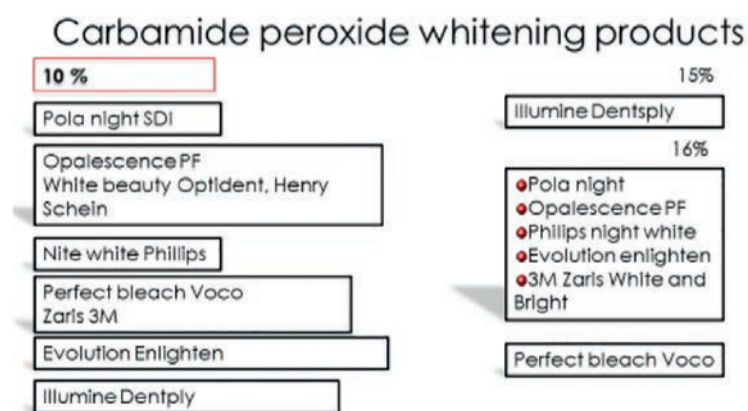 Carbamide peroxide whitening products
10 %
Pola night SDI
Opalescence PF
White beauty Optident, Henry
Schein
Nite white Phillips
Perfect bleach Voco
Zaris 3M
Evolution Enlighten
Illumine Dentply
15%
Illumine Dentsply
16%
Pola night
Opalescence PF
Philips night white
Evolution enlighten
3M Zaris White and
Bright
Perfect bleach Voco